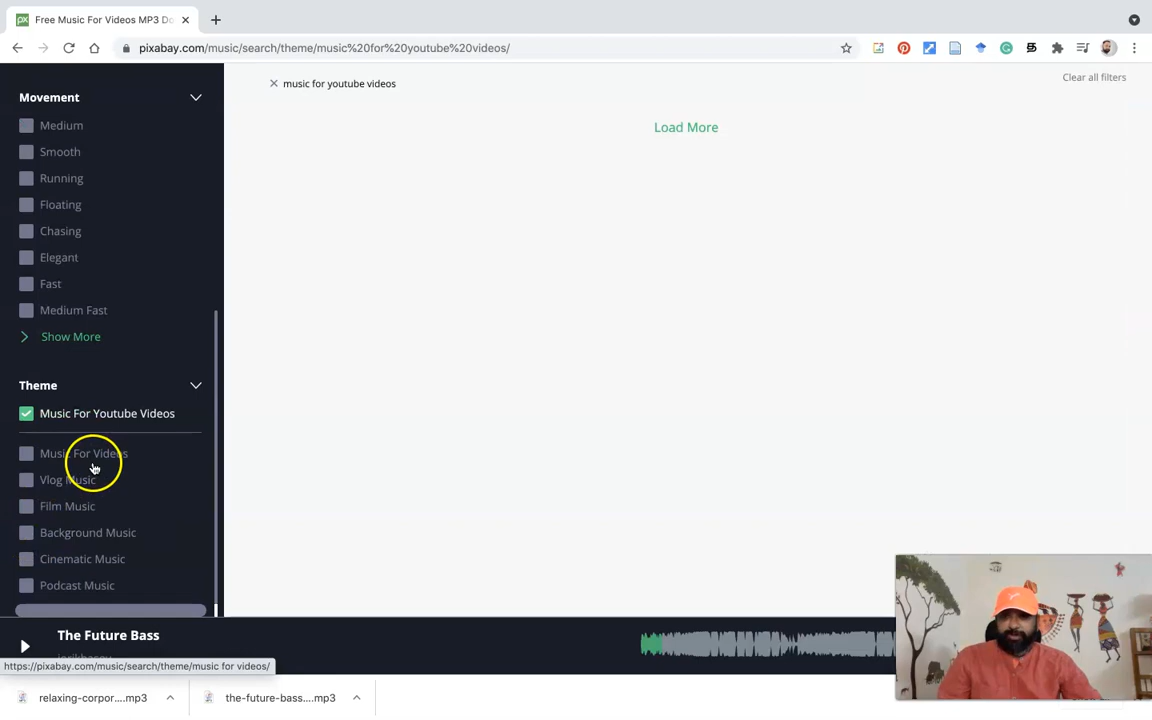 Free Music For Videos MP3 Do
pixabay.com/music/search/theme/music%20for%20youtube%20videos/
Movement
music for youtube videos
Clear all filters
Medium
Load More
Smooth
Running
Floating
Chasing
Elegant
Fast
Medium Fast
Show More
Theme
Music For Youtube Videos
Music For Videos
Vlog Music
Film Music
Background Music
Cinematic Music
Podcast Music
The Future Bass
https://pixabay.com/music/search/theme/music for videos/
relaxing-corpor....mp3
the-future-bass....mp3